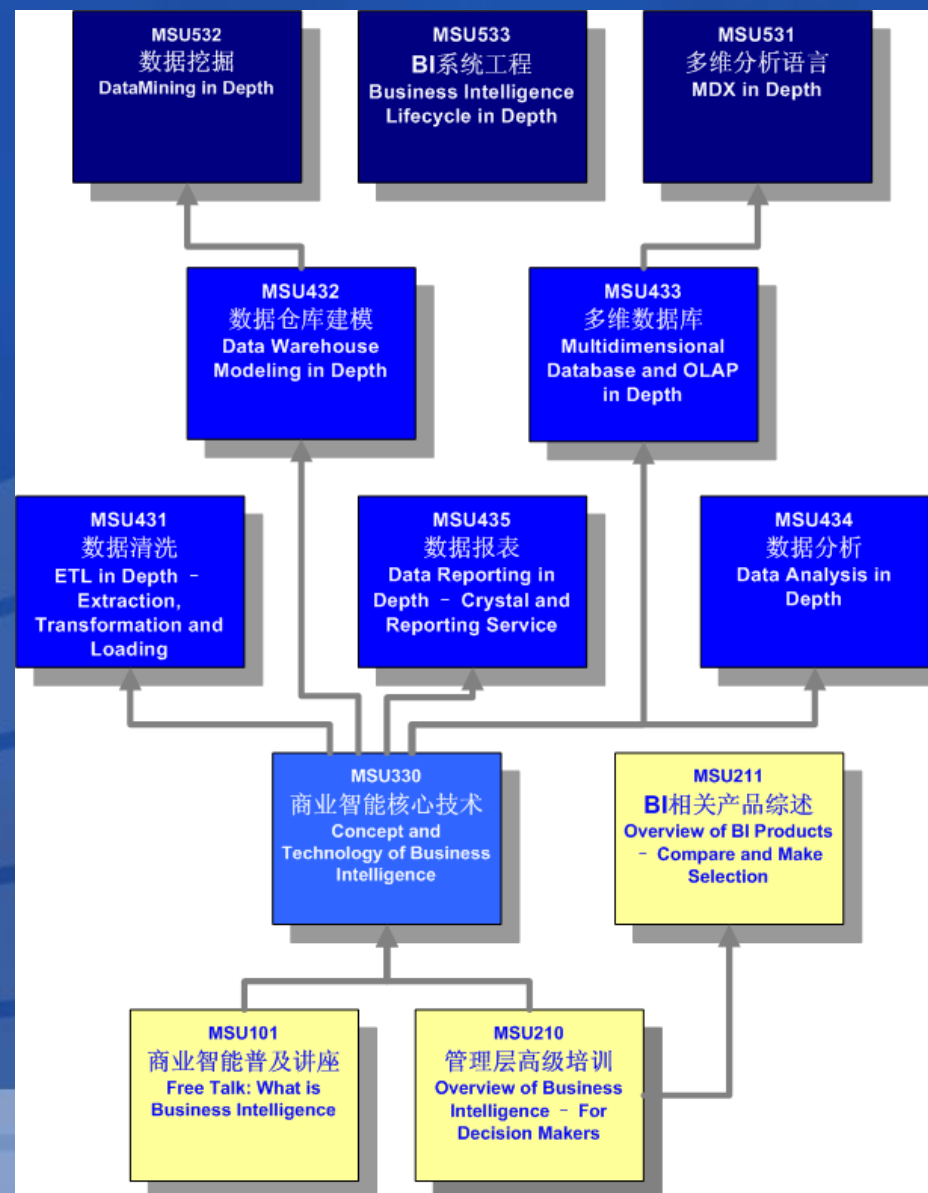 MSU532
数据挖掘
DataMining in Depth
MSU533
BI系统工程
Business Intelligence
Lifecycle in Depth
MSU531
多维分析语言
MDX in Depth
MSU432
数据仓库建模
Data Warehouse
Modeling in Depth
MSU433
多维数据库
Multidimensional
Database and OLAP
in Depth
MSU431
数据清洗
ETL in Depth –
Extraction,
Transformation and
Loading
MSU435
数据报表
Data Reporting in
Depth – Crystal and
Reporting Service
MSU434
数据分析
Data Analysis in
Depth
MSU330
商业智能核心技术
Concept and
Technology of Business
Intelligence
MSU211
BI相关产品综述
Overview of BI Products
– Compare and Make
Selection
MSU101
商业智能普及讲座
Free Talk: What is
Business Intelligence
MSU210
管理层高级培训
Overview of Business
Intelligence – For
Decision Makers